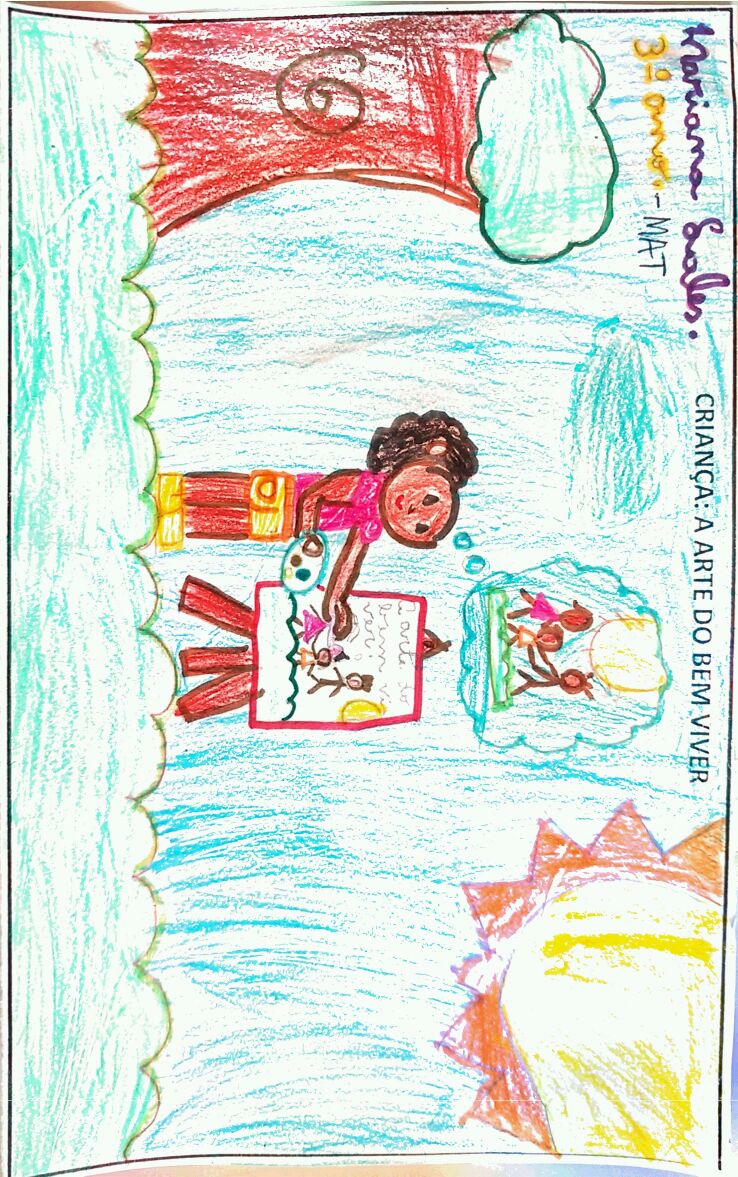 Mariana Sales.
CRIANÇA: A ARTE DO BEM VIVER
3º ano. - MAT
A arte do
bem vi
ver.